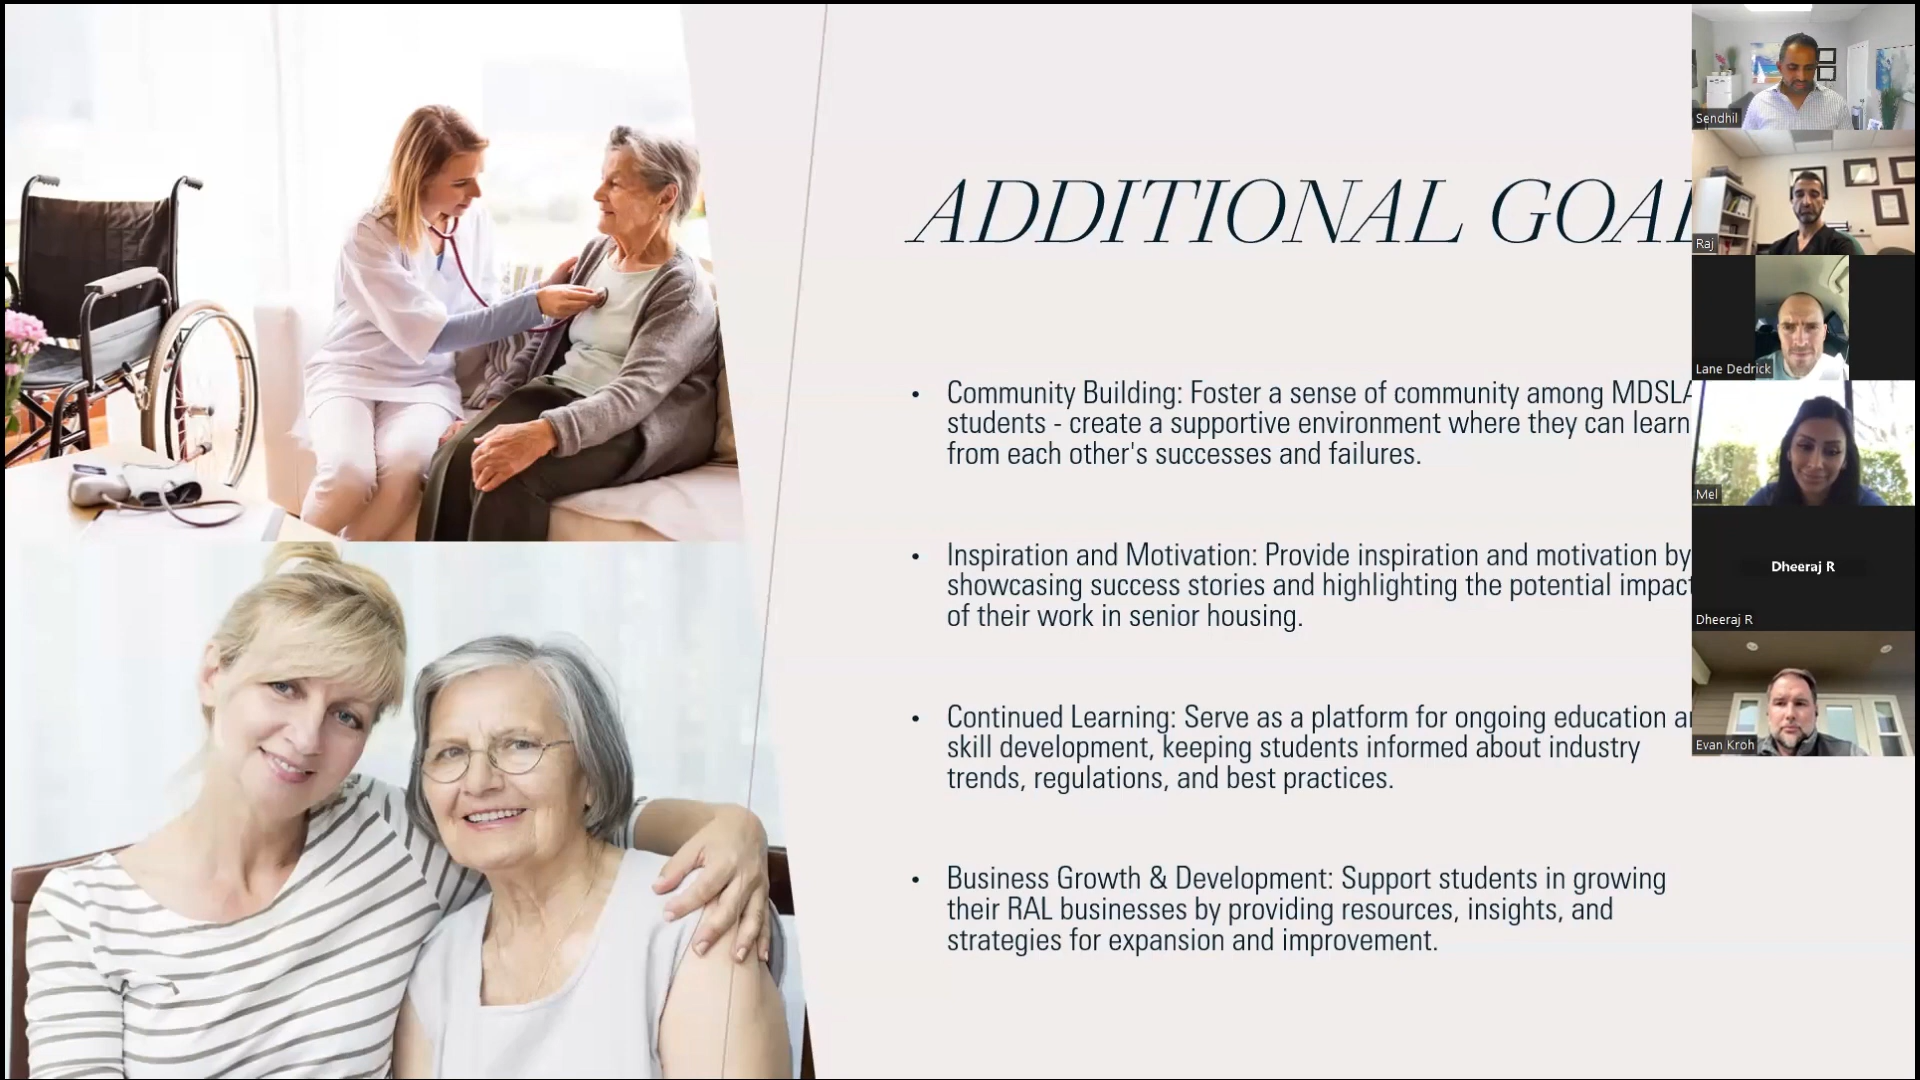 ADDITIONAL GOAL
• Community Building: Foster a sense of community among MDSLA
students - create a supportive environment where they can learn
from each other's successes and failures.
• Inspiration and Motivation: Provide inspiration and motivation by
showcasing success stories and highlighting the potential impact
of their work in senior housing.
• Continued Learning: Serve as a platform for ongoing education
skill development, keeping students informed about industry
trends, regulations, and best practices.
• Business Growth & Development: Support students in growing
their RAL businesses by providing resources, insights, and
strategies for expansion and improvement.
Sendhil
Raj
Lane Dedrick
Mel
Dheeraj R
Dheeraj R
Evan Kroh